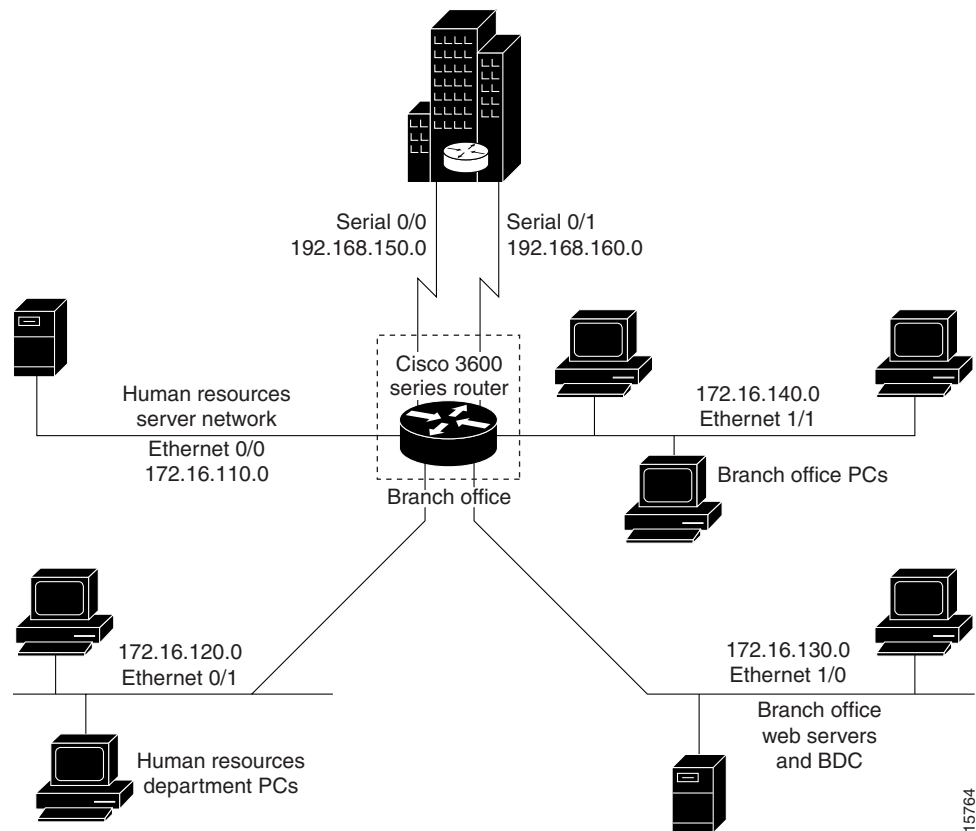 Serial 0/0
192.168.150.0
Serial 0/1
192.168.160.0
Cisco 3600
series router
Human resources
server network
Ethernet 0/0
172.16.110.0
172.16.140.0
Ethernet 1/1
Branch office PCs
Branch office
172.16.120.0
Ethernet 0/1
Human resources
department PCs
172.16.130.0
Ethernet 1/0
Branch office
web servers
and BDC
15764